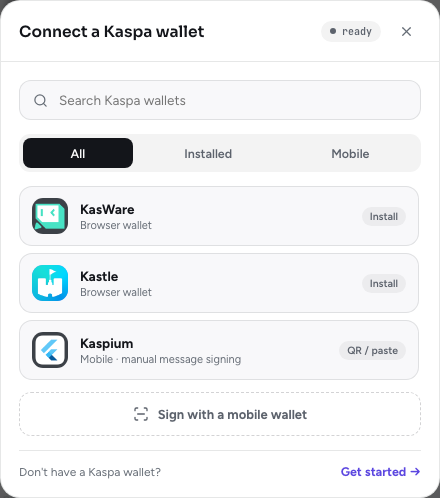 Connect a Kaspa wallet
ready
Search Kaspa wallets
All Installed Mobile
KasWare
Browser wallet
Install
Kastle
Browser wallet
Install
Kaspium
Mobile · manual message signing
QR / paste
Sign with a mobile wallet
Don't have a Kaspa wallet?
Get started →